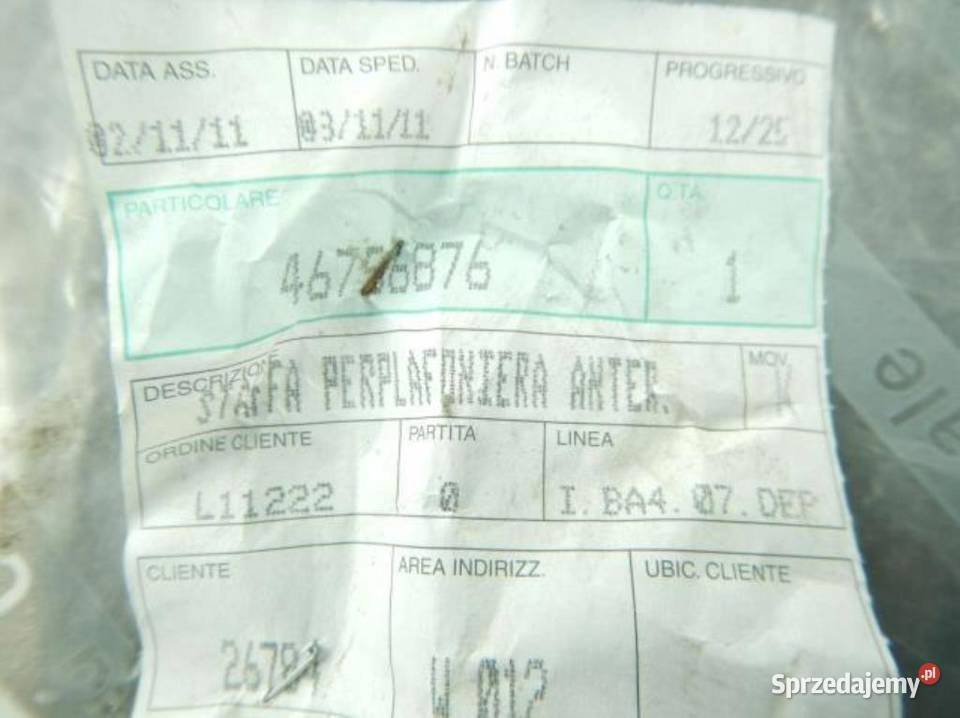 DATA ASS. DATA SPED. N. BATCH PROGRESSIVO
02/11/11 03/11/11 12/25
PARTICOLARE Q.TA
1
DESCRIZIONE MOV.
STAFFA PERPLAFONIERA ANTER. K
ORDINE CLIENTE PARTITA LINEA
L11222 0 I.BA4.07.DEP
CLIENTE AREA INDIRIZZ. UBIC. CLIENTE
W 012
ale
Sprzedajemy.pl